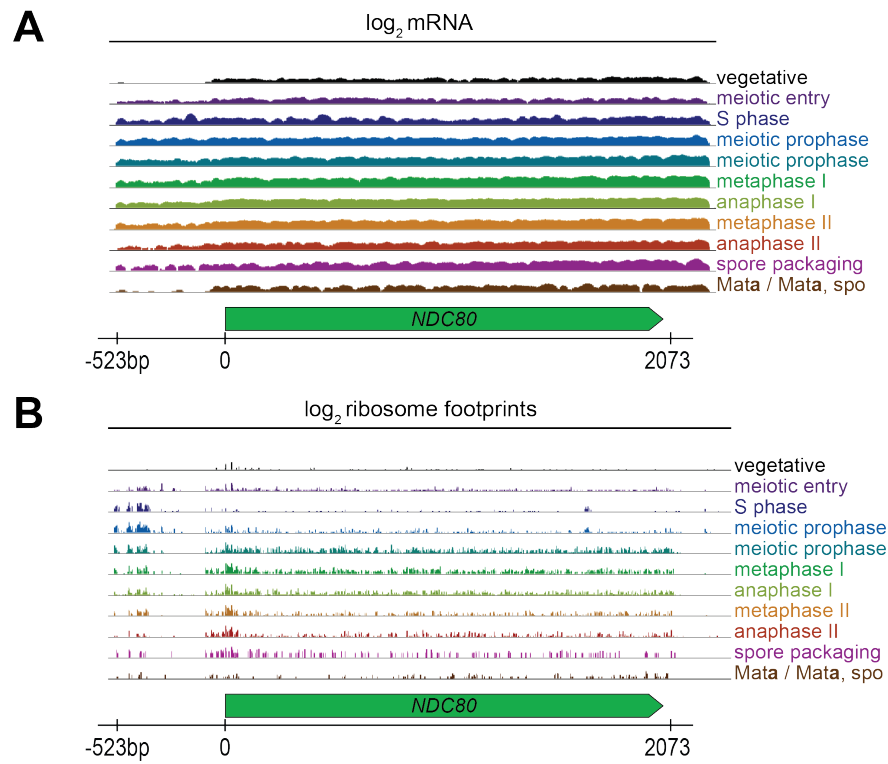 A
log2 mRNA
vegetative
meiotic entry
S phase
meiotic prophase
meiotic prophase
metaphase I
anaphase I
metaphase II
anaphase II
spore packaging
Mata / Mata, spo
NDC80
-523bp 0 2073
B
log2 ribosome footprints
vegetative
meiotic entry
S phase
meiotic prophase
meiotic prophase
metaphase I
anaphase I
metaphase II
anaphase II
spore packaging
Mata / Mata, spo
NDC80
-523bp 0 2073